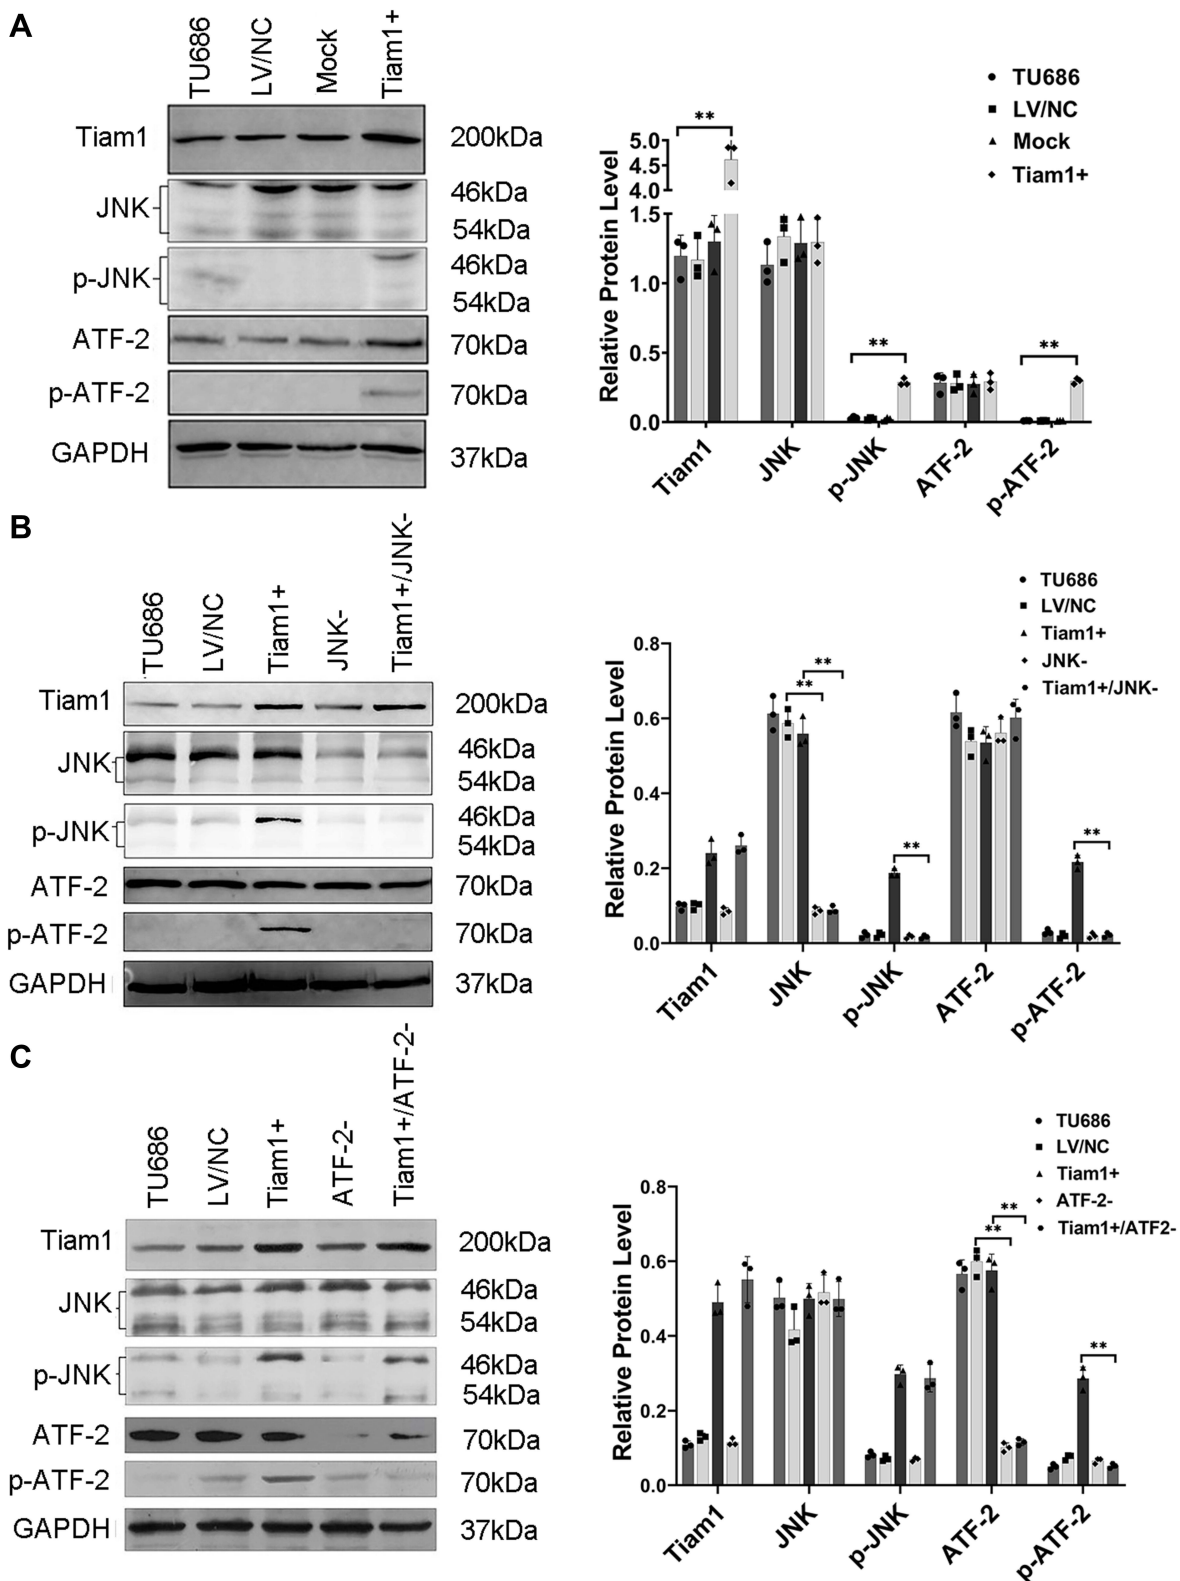 A
TU686
LV/NC
Mock
Tiam1+
Tiam1
200kDa
JNK
46kDa
54kDa
p-JNK
46kDa
54kDa
ATF-2
70kDa
p-ATF-2
70kDa
GAPDH
37kDa
TU686
LV/NC
Mock
Tiam1+
Relative Protein Level
5.0
4.5
4.0
1.5
1.0
0.5
0.0
**
**
**
Tiam1
JNK
p-JNK
ATF-2
p-ATF-2
B
TU686
LV/NC
Tiam1+
JNK-
Tiam1+/JNK-
Tiam1
200kDa
JNK
46kDa
54kDa
p-JNK
46kDa
54kDa
ATF-2
70kDa
p-ATF-2
70kDa
GAPDH
37kDa
TU686
LV/NC
Tiam1+
JNK-
Tiam1+/JNK-
Relative Protein Level
0.8
0.6
0.4
0.2
0.0
**
**
**
**
Tiam1
JNK
p-JNK
ATF-2
p-ATF-2
C
TU686
LV/NC
Tiam1+
ATF-2-
Tiam1+/ATF-2-
Tiam1
200kDa
JNK
46kDa
54kDa
p-JNK
46kDa
54kDa
ATF-2
70kDa
p-ATF-2
70kDa
GAPDH
37kDa
TU686
LV/NC
Tiam1+
ATF-2-
Tiam1+/ATF2-
Relative Protein Level
0.8
0.6
0.4
0.2
0.0
**
**
**
Tiam1
JNK
p-JNK
ATF-2
p-ATF-2